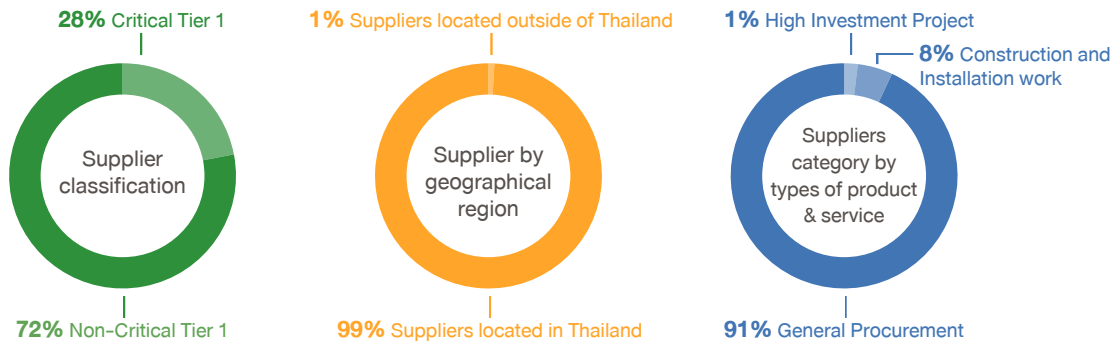 28% Critical Tier 1
Supplier
classification
72% Non-Critical Tier 1
1% Suppliers located outside of Thailand
Supplier by
geographical
region
99% Suppliers located in Thailand
1% High Investment Project
8% Construction and
Installation work
Suppliers
category by
types of product
& service
91% General Procurement